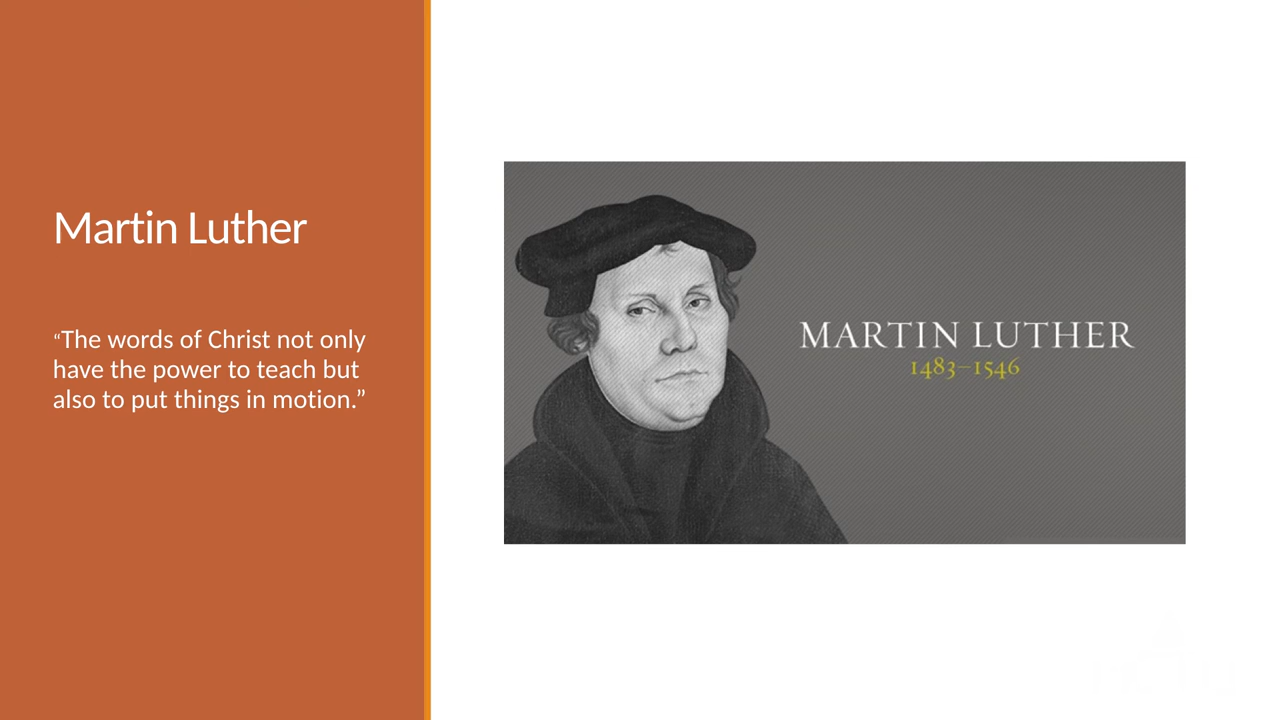 Martin Luther
“The words of Christ not only
have the power to teach but
also to put things in motion.”
MARTIN LUTHER
1483–1546